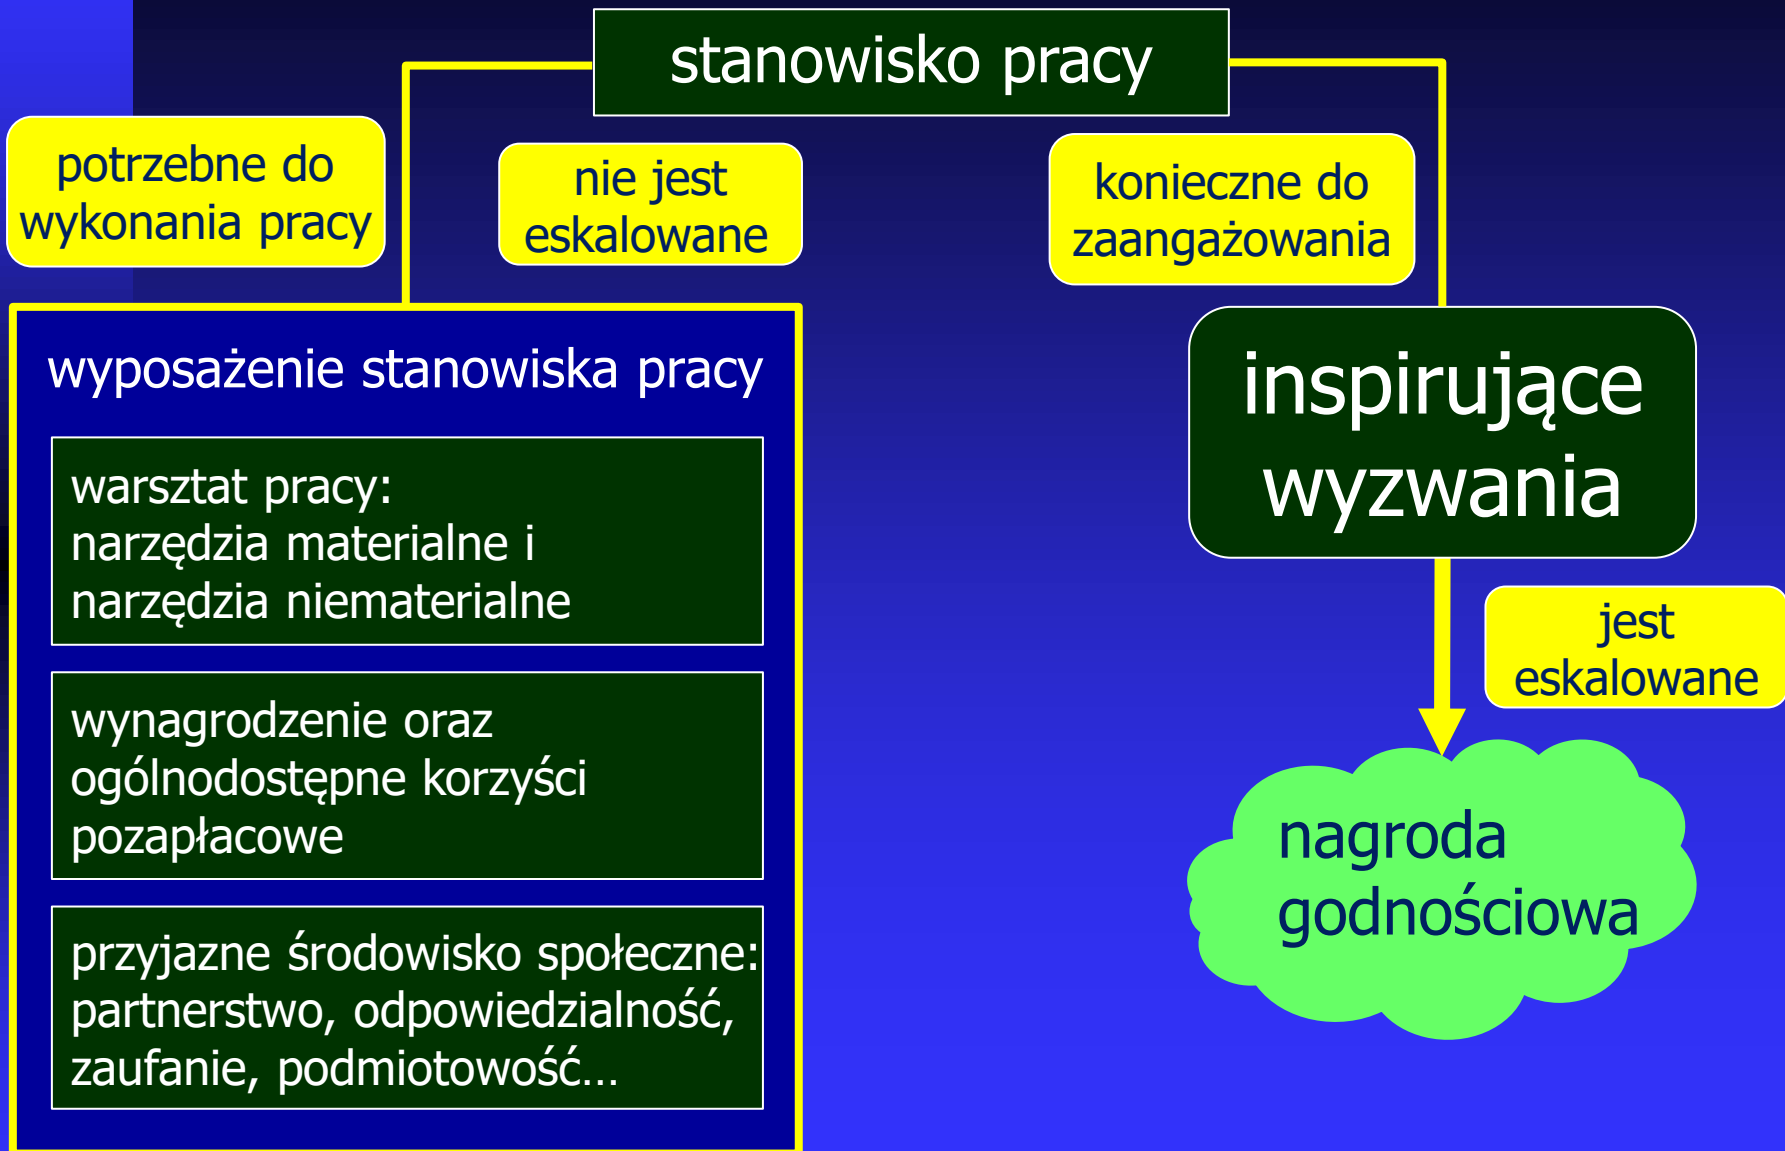 stanowisko pracy
potrzebne do
wykonania pracy
nie jest
eskalowane
konieczne do
zaangażowania
wyposażenie stanowiska pracy
warsztat pracy:
narzędzia materialne i
narzędzia niematerialne
wynagrodzenie oraz
ogólnodostępne korzyści
pozapłacowe
przyjazne środowisko społeczne:
partnerstwo, odpowiedzialność,
zaufanie, podmiotowość…
inspirujące
wyzwania
jest
eskalowane
nagroda
godnościowa